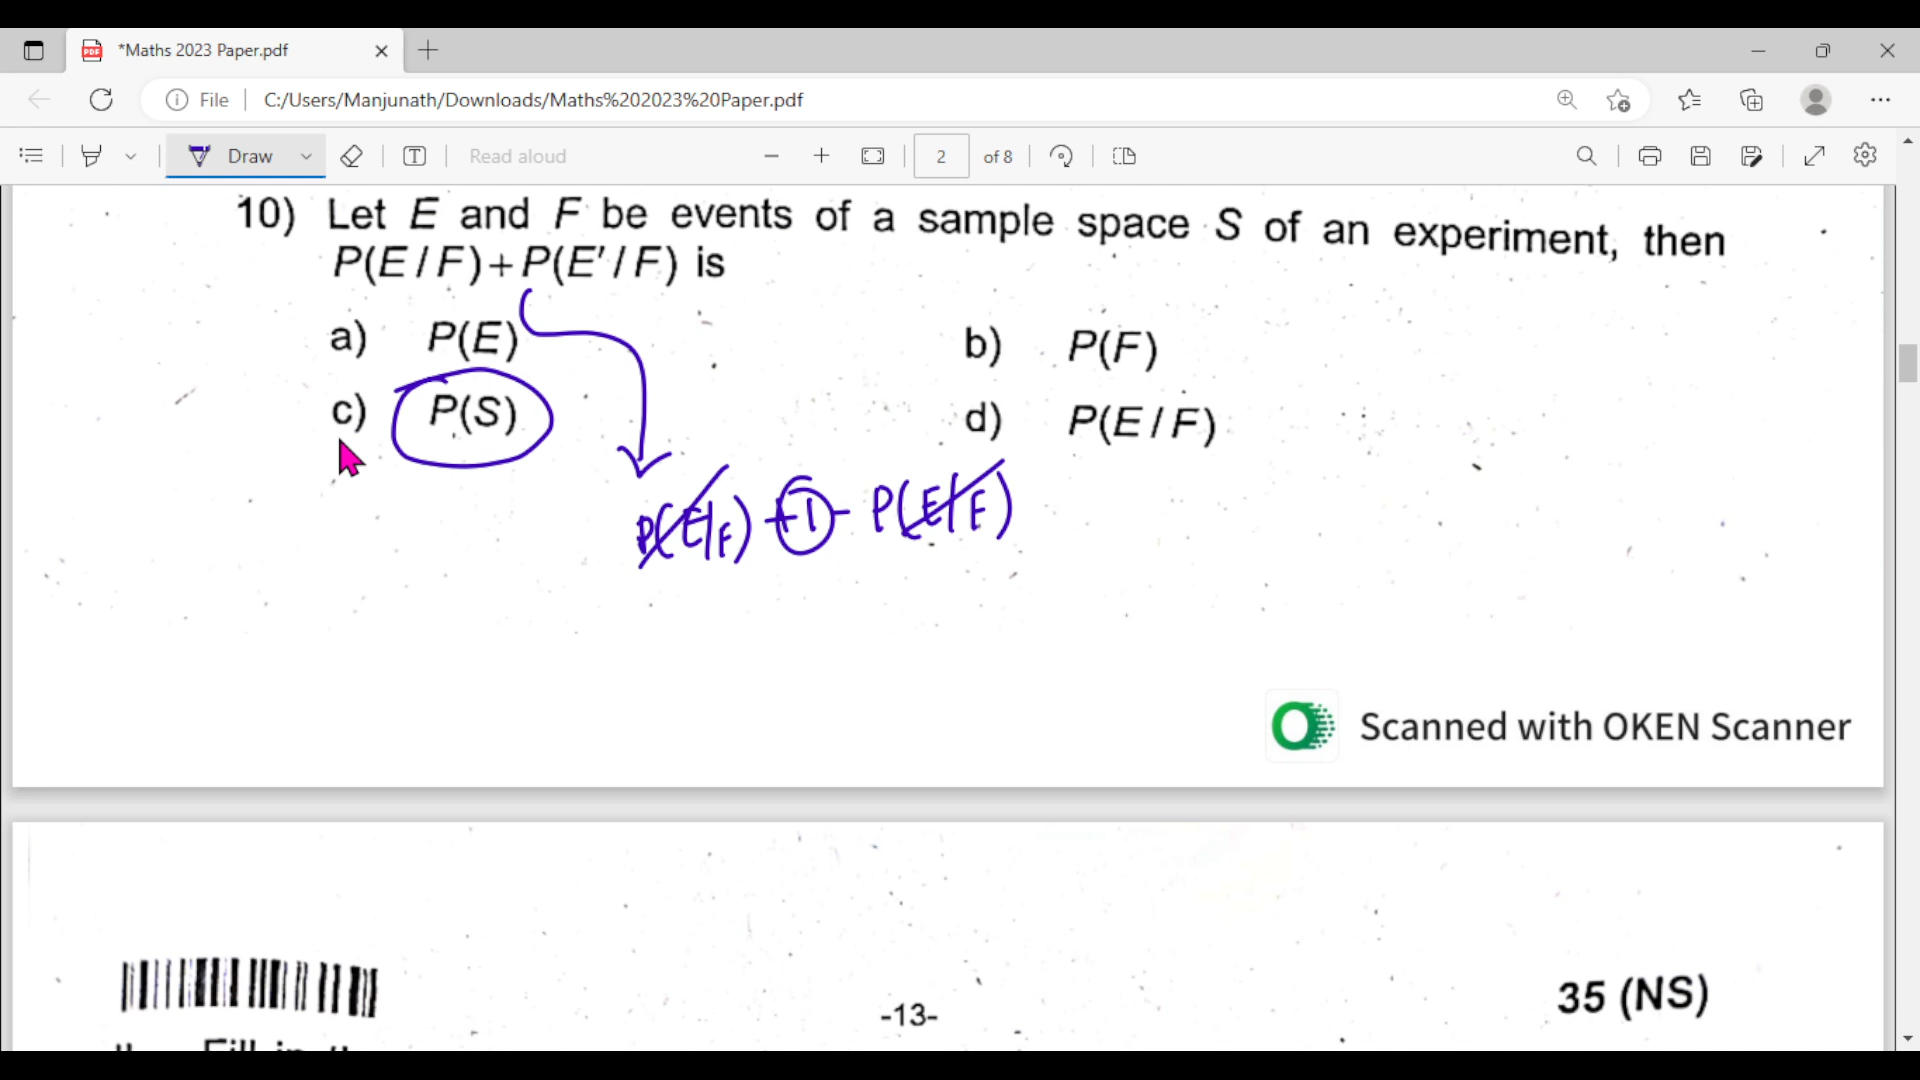 *Maths 2023 Paper.pdf
File
C:/Users/Manjunath/Downloads/Maths%202023%20Paper.pdf
Draw
Read aloud
2 of 8
10) Let E and F be events of a sample space S of an experiment, then
P(E / F)+P(E′ / F) is
a) P(E) b) P(F)
c) P(S) d) P(E / F)
P(E/F) +1 - P(E/F)
Scanned with OKEN Scanner
-13-
35 (NS)